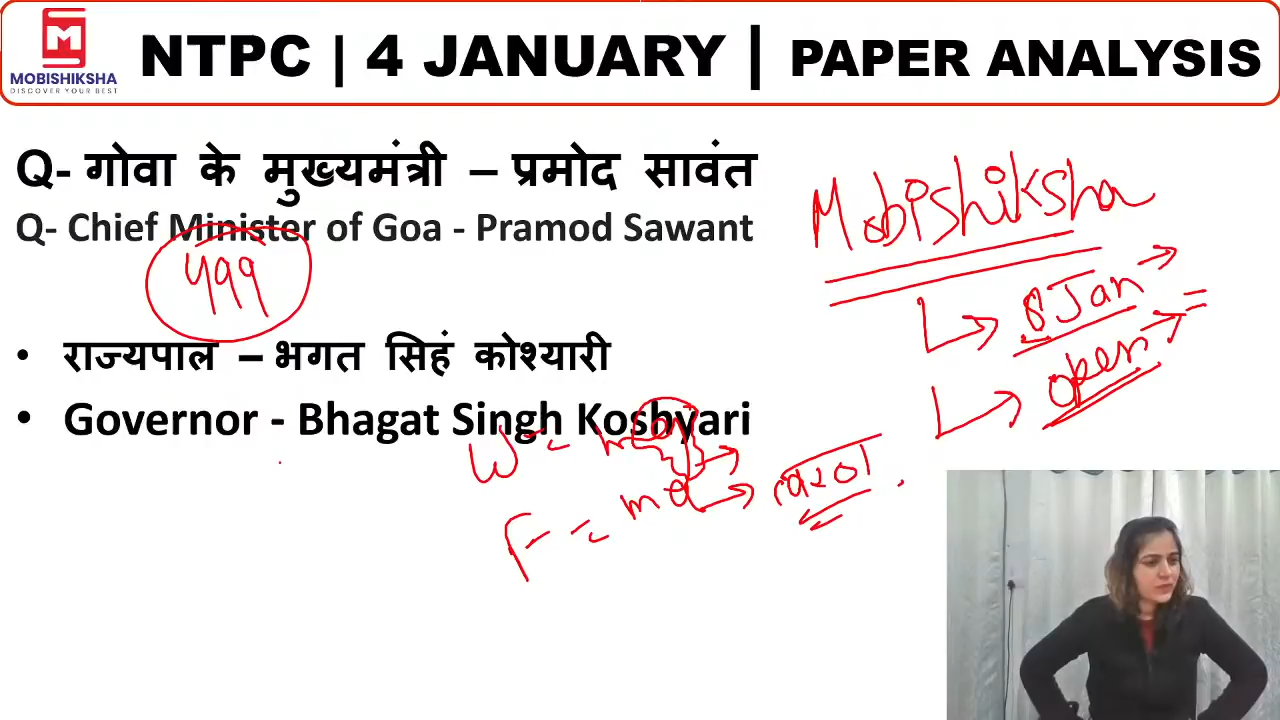 MOBISHIKSHA
DISCOVER YOUR BEST
NTPC | 4 JANUARY | PAPER ANALYSIS
Q- गोवा के मुख्यमंत्री – प्रमोद सावंत
Q- Chief Minister of Goa - Pramod Sawant
499
• राज्यपाल – भगत सिहं कोश्यारी
• Governor - Bhagat Singh Koshyari
Mobishiksha
8 Jan
open
W = mg
F = ma